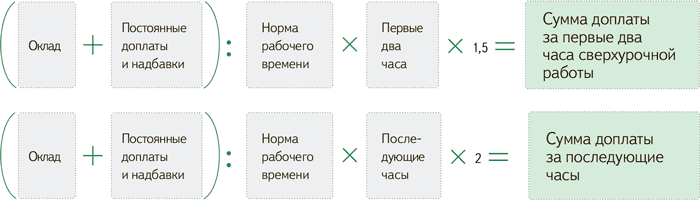 ( Оклад + Постоянные доплаты и надбавки ) : Норма рабочего времени × Первые два часа × 1,5 = Сумма доплаты за первые два часа сверхурочной работы
( Оклад + Постоянные доплаты и надбавки ) : Норма рабочего времени × После-дующие часы × 2 = Сумма доплаты за последующие часы